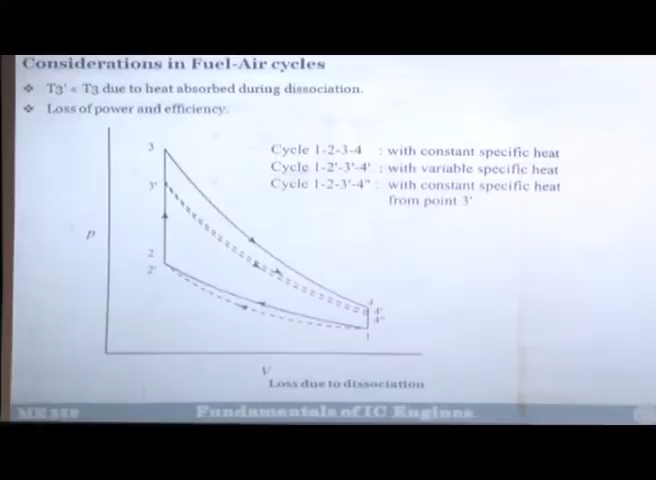 Considerations in Fuel-Air cycles
❖ T3' < T3 due to heat absorbed during dissociation.
❖ Loss of power and efficiency.
Cycle 1-2-3-4 : with constant specific heat
Cycle 1-2'-3'-4' : with variable specific heat
Cycle 1-2-3'-4" : with constant specific heat
from point 3'
3
3'
p
2
2'
4
4'
4"
1
V
Loss due to dissociation
Fundamentals of IC Engines